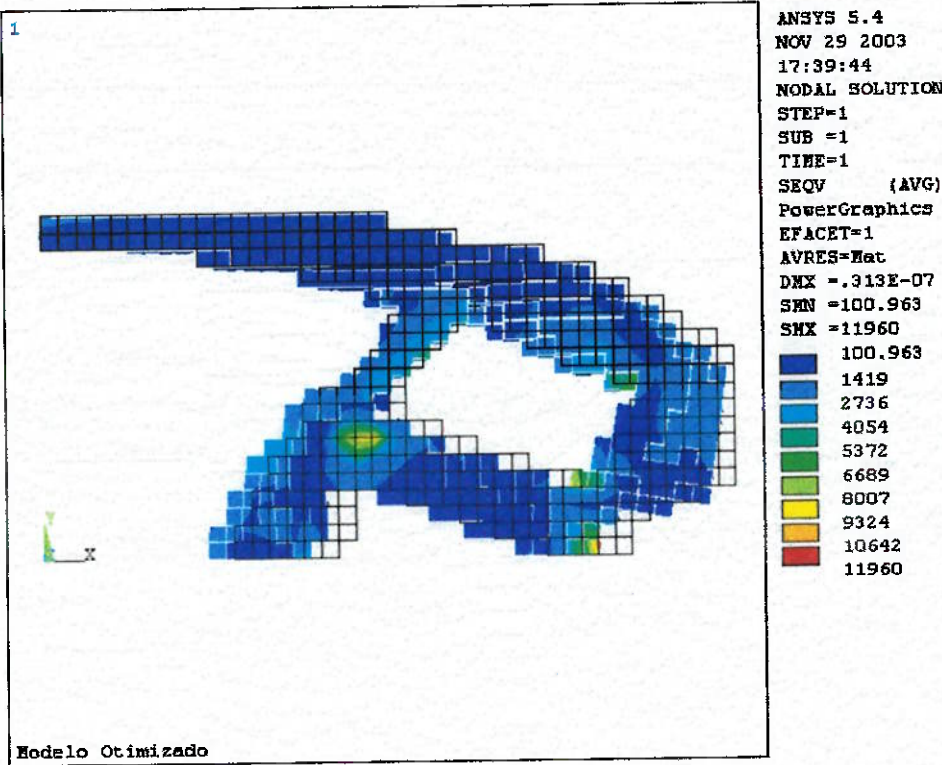 1
ANSYS 5.4
NOV 29 2003
17:39:44
NODAL SOLUTION
STEP=1
SUB =1
TIME=1
SEQV (AVG)
PowerGraphics
EFACET=1
AVRES=Mat
DMX =.313E-07
SMN =100.963
SMX =11960
100.963
1419
2736
4054
5372
6689
8007
9324
10642
11960
Y
X
Modelo Otimizado